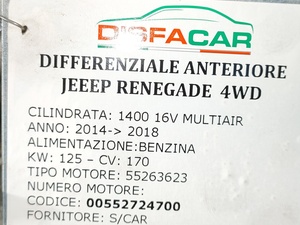 DISFACAR
DIFFERENZIALE ANTERIORE
JEEEP RENEGADE 4WD
CILINDRATA: 1400 16V MULTIAIR
ANNO: 2014-> 2018
ALIMENTAZIONE:BENZINA
KW: 125 – CV: 170
TIPO MOTORE: 55263623
NUMERO MOTORE:
CODICE: 00552724700
FORNITORE: S/CAR